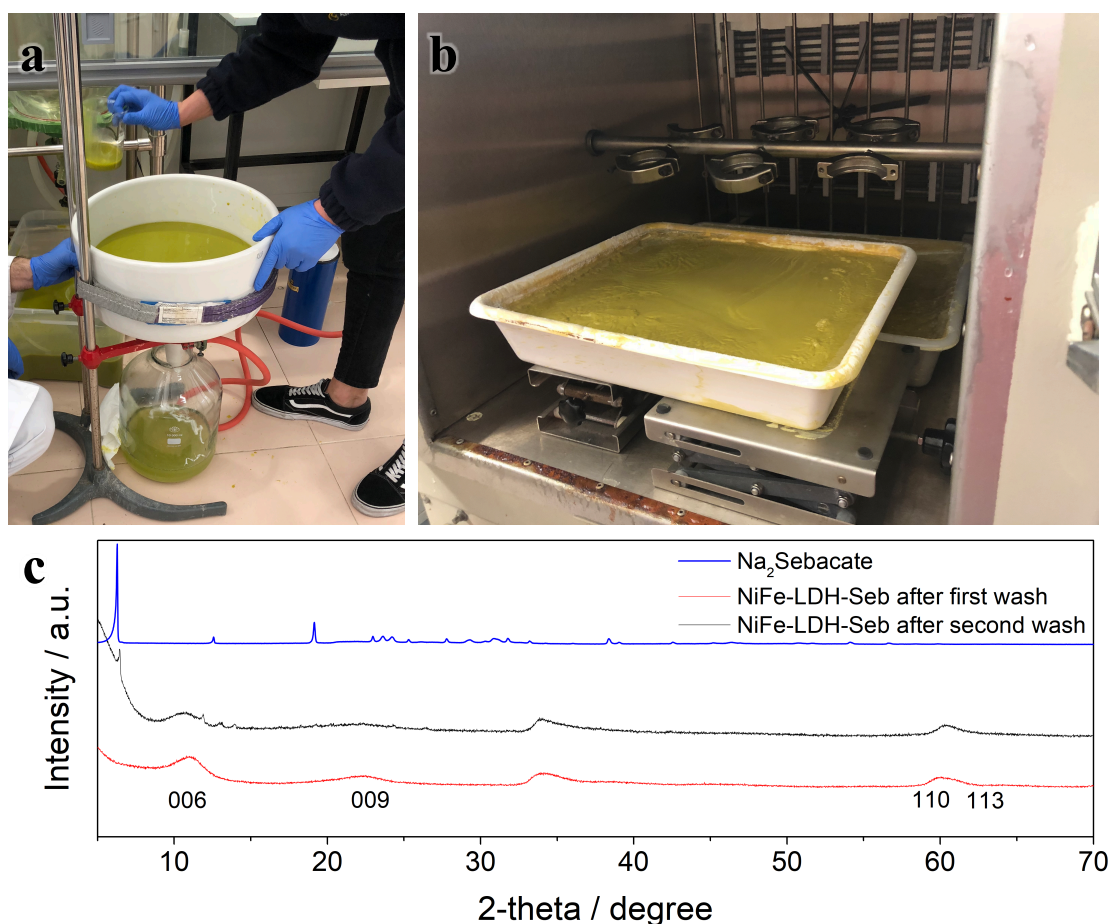 a
b
c
Na₂Sebacate
NiFe-LDH-Seb after first wash
NiFe-LDH-Seb after second wash
Intensity / a.u.
006
009
110
113
10
20
30
40
50
60
70
2-theta / degree